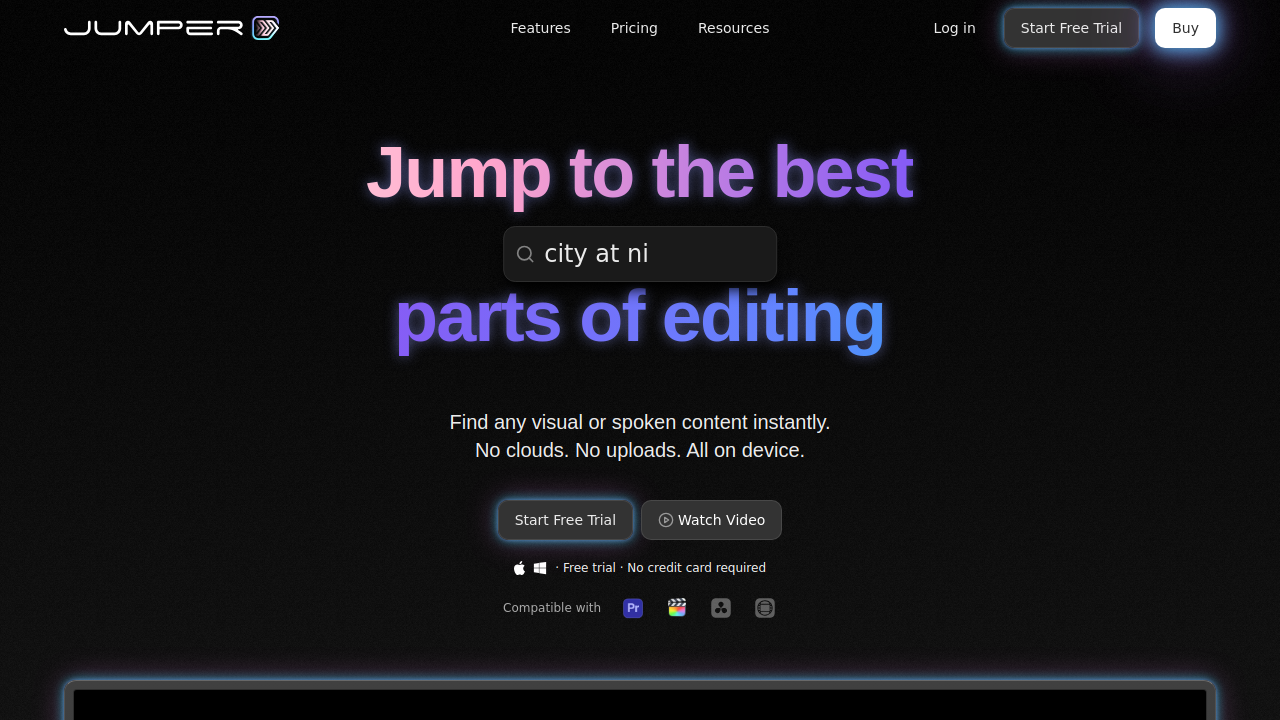 JUMPER
Features
Pricing
Resources
Log in
Start Free Trial
Buy
Jump to the best
city at ni
parts of editing
Find any visual or spoken content instantly.
No clouds. No uploads. All on device.
Start Free Trial
Watch Video
· Free trial · No credit card required
Compatible with
Pr